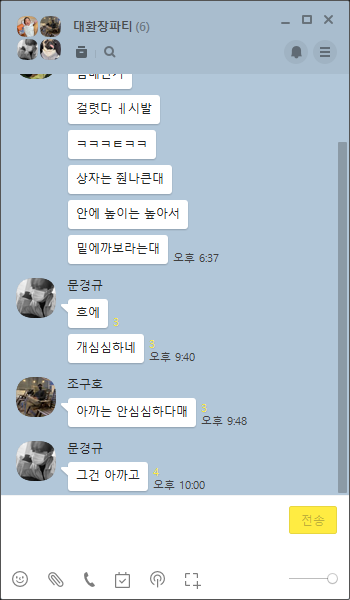 대환장파티 (6)
걸렸다 ㅔ시발
ㅋㅋㅋㅌㅋㅋ
상자는 줜나큰대
안에 높이는 높아서
밑에까보라는대
오후 6:37
문경규
흐에
3
개심심하네
3
오후 9:40
조구호
아까는 안심심하다매
3
오후 9:48
문경규
그건 아까고
4
오후 10:00
전송